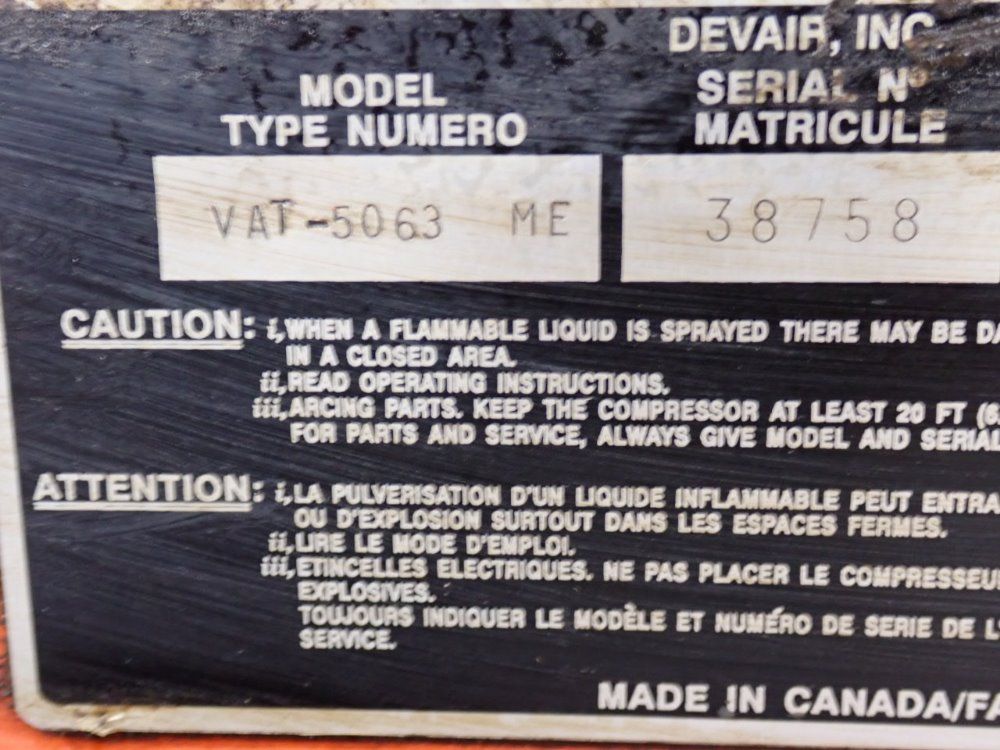 DEVAIR, INC.
MODEL
TYPE NUMERO
SERIAL Nº
MATRICULE
VAT-5063 ME
38758
CAUTION: i, WHEN A FLAMMABLE LIQUID IS SPRAYED THERE MAY BE DA
IN A CLOSED AREA.
ii, READ OPERATING INSTRUCTIONS.
iii, ARCING PARTS. KEEP THE COMPRESSOR AT LEAST 20 FT (6
FOR PARTS AND SERVICE, ALWAYS GIVE MODEL AND SERIAL
ATTENTION: i, LA PULVERISATION D'UN LIQUIDE INFLAMMABLE PEUT ENTRA
OU D'EXPLOSION SURTOUT DANS LES ESPACES FERMES.
ii, LIRE LE MODE D'EMPLOI.
iii, ETINCELLES ELECTRIQUES. NE PAS PLACER LE COMPRESSEU
EXPLOSIVES.
TOUJOURS INDIQUER LE MODÈLE ET NUMÉRO DE SERIE DE L'
SERVICE.
MADE IN CANADA/FA